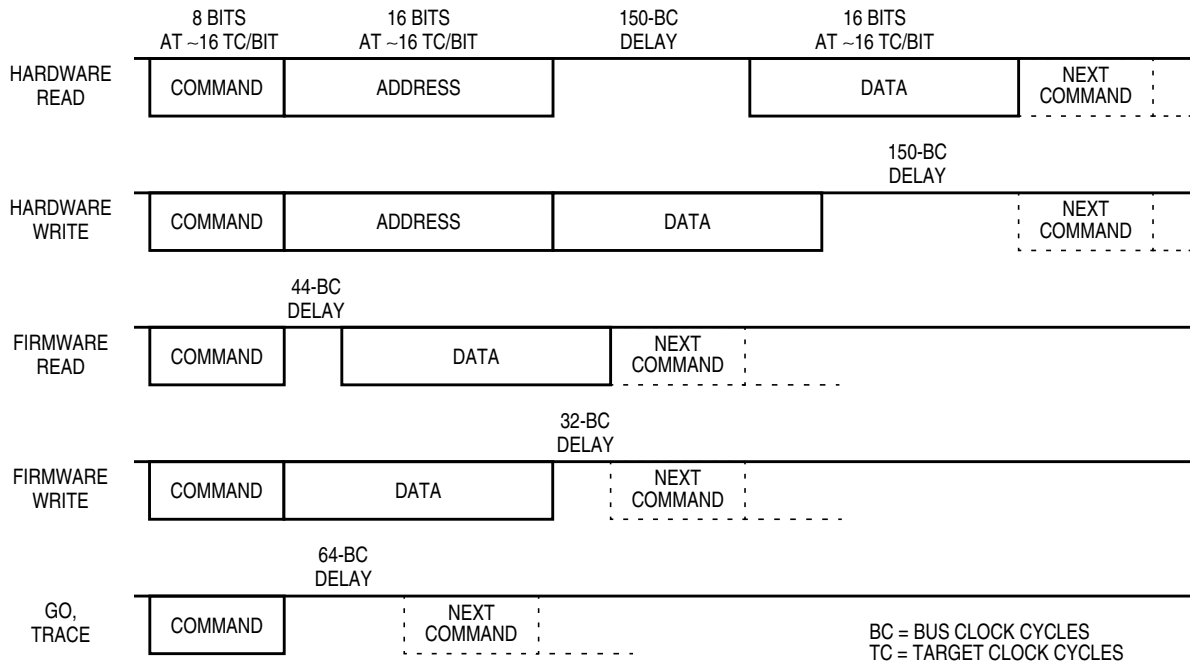 8 BITS
AT ~16 TC/BIT
16 BITS
AT ~16 TC/BIT
150-BC
DELAY
16 BITS
AT ~16 TC/BIT
HARDWARE
READ
COMMAND
ADDRESS
DATA
NEXT
COMMAND
150-BC
DELAY
HARDWARE
WRITE
COMMAND
ADDRESS
DATA
NEXT
COMMAND
44-BC
DELAY
FIRMWARE
READ
COMMAND
DATA
NEXT
COMMAND
32-BC
DELAY
FIRMWARE
WRITE
COMMAND
DATA
NEXT
COMMAND
64-BC
DELAY
GO,
TRACE
COMMAND
NEXT
COMMAND
BC = BUS CLOCK CYCLES
TC = TARGET CLOCK CYCLES